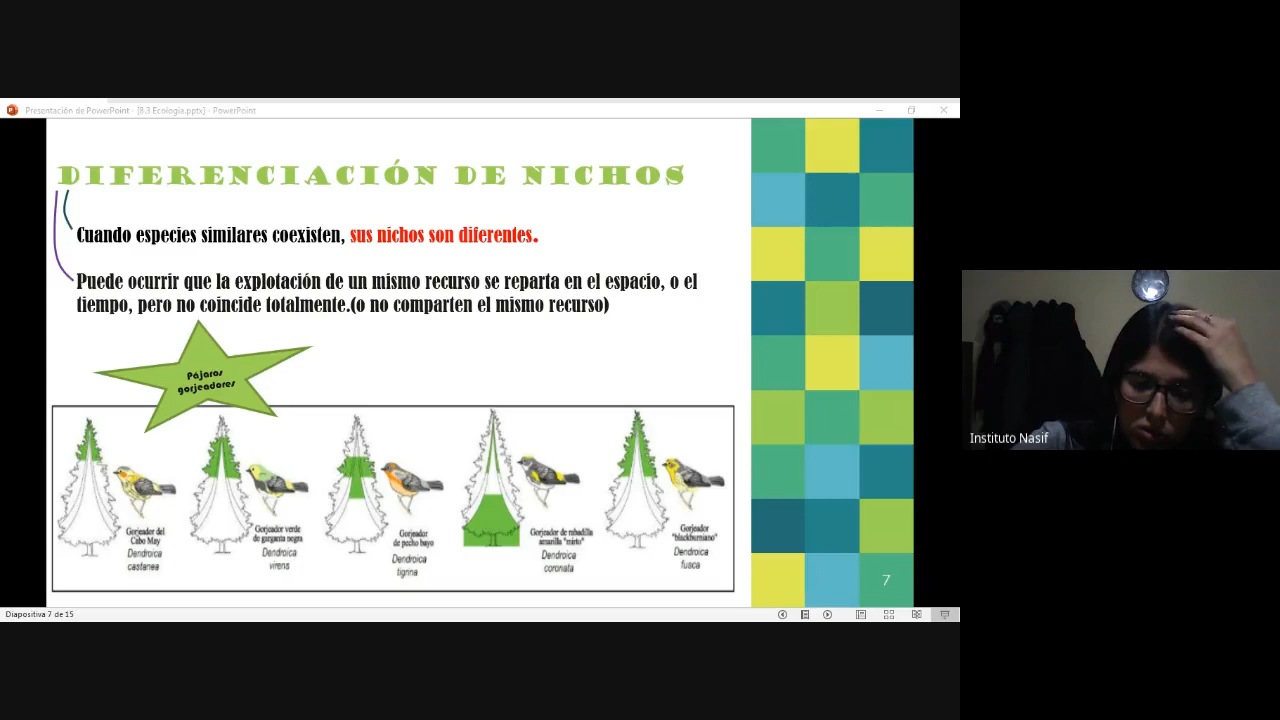 Presentación de PowerPoint - [8.3 Ecologia.pptx] - PowerPoint
DIFERENCIACIÓN DE NICHOS
Cuando especies similares coexisten, sus nichos son diferentes.
Puede ocurrir que la explotación de un mismo recurso se reparta en el espacio, o el
tiempo, pero no coincide totalmente.(o no comparten el mismo recurso)
Pájaros
gorjeadores
Gorjeador del
Cabo May
Dendroica
castanea
Gorjeador verde
de garganta negra
Dendroica
virens
Gorjeador
de pecho bayo
Dendroica
tigrina
Gorjeador de rabadilla
amarilla "mirto"
Dendroica
coronata
Gorjeador
"blackburniano"
Dendroica
fusca
7
Diapositiva 7 de 15
Instituto Nasif